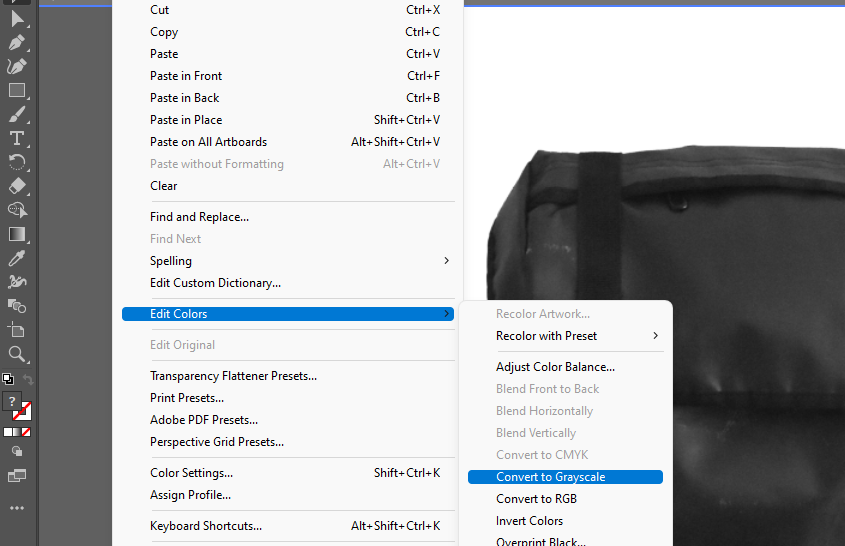 Cut Ctrl+X
Copy Ctrl+C
Paste Ctrl+V
Paste in Front Ctrl+F
Paste in Back Ctrl+B
Paste in Place Shift+Ctrl+V
Paste on All Artboards Alt+Shift+Ctrl+V
Paste without Formatting Alt+Ctrl+V
Clear
Find and Replace...
Find Next
Spelling
Edit Custom Dictionary...
Edit Colors
Edit Original
Transparency Flattener Presets...
Print Presets...
Adobe PDF Presets...
Perspective Grid Presets...
Color Settings... Shift+Ctrl+K
Assign Profile...
Keyboard Shortcuts... Alt+Shift+Ctrl+K
Recolor Artwork...
Recolor with Preset
Adjust Color Balance...
Blend Front to Back
Blend Horizontally
Blend Vertically
Convert to CMYK
Convert to Grayscale
Convert to RGB
Invert Colors
Overprint Black...
T
?